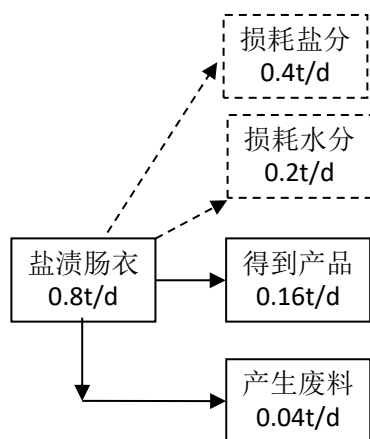 损耗盐分
0.4t/d
损耗水分
0.2t/d
盐渍肠衣
0.8t/d
得到产品
0.16t/d
产生废料
0.04t/d